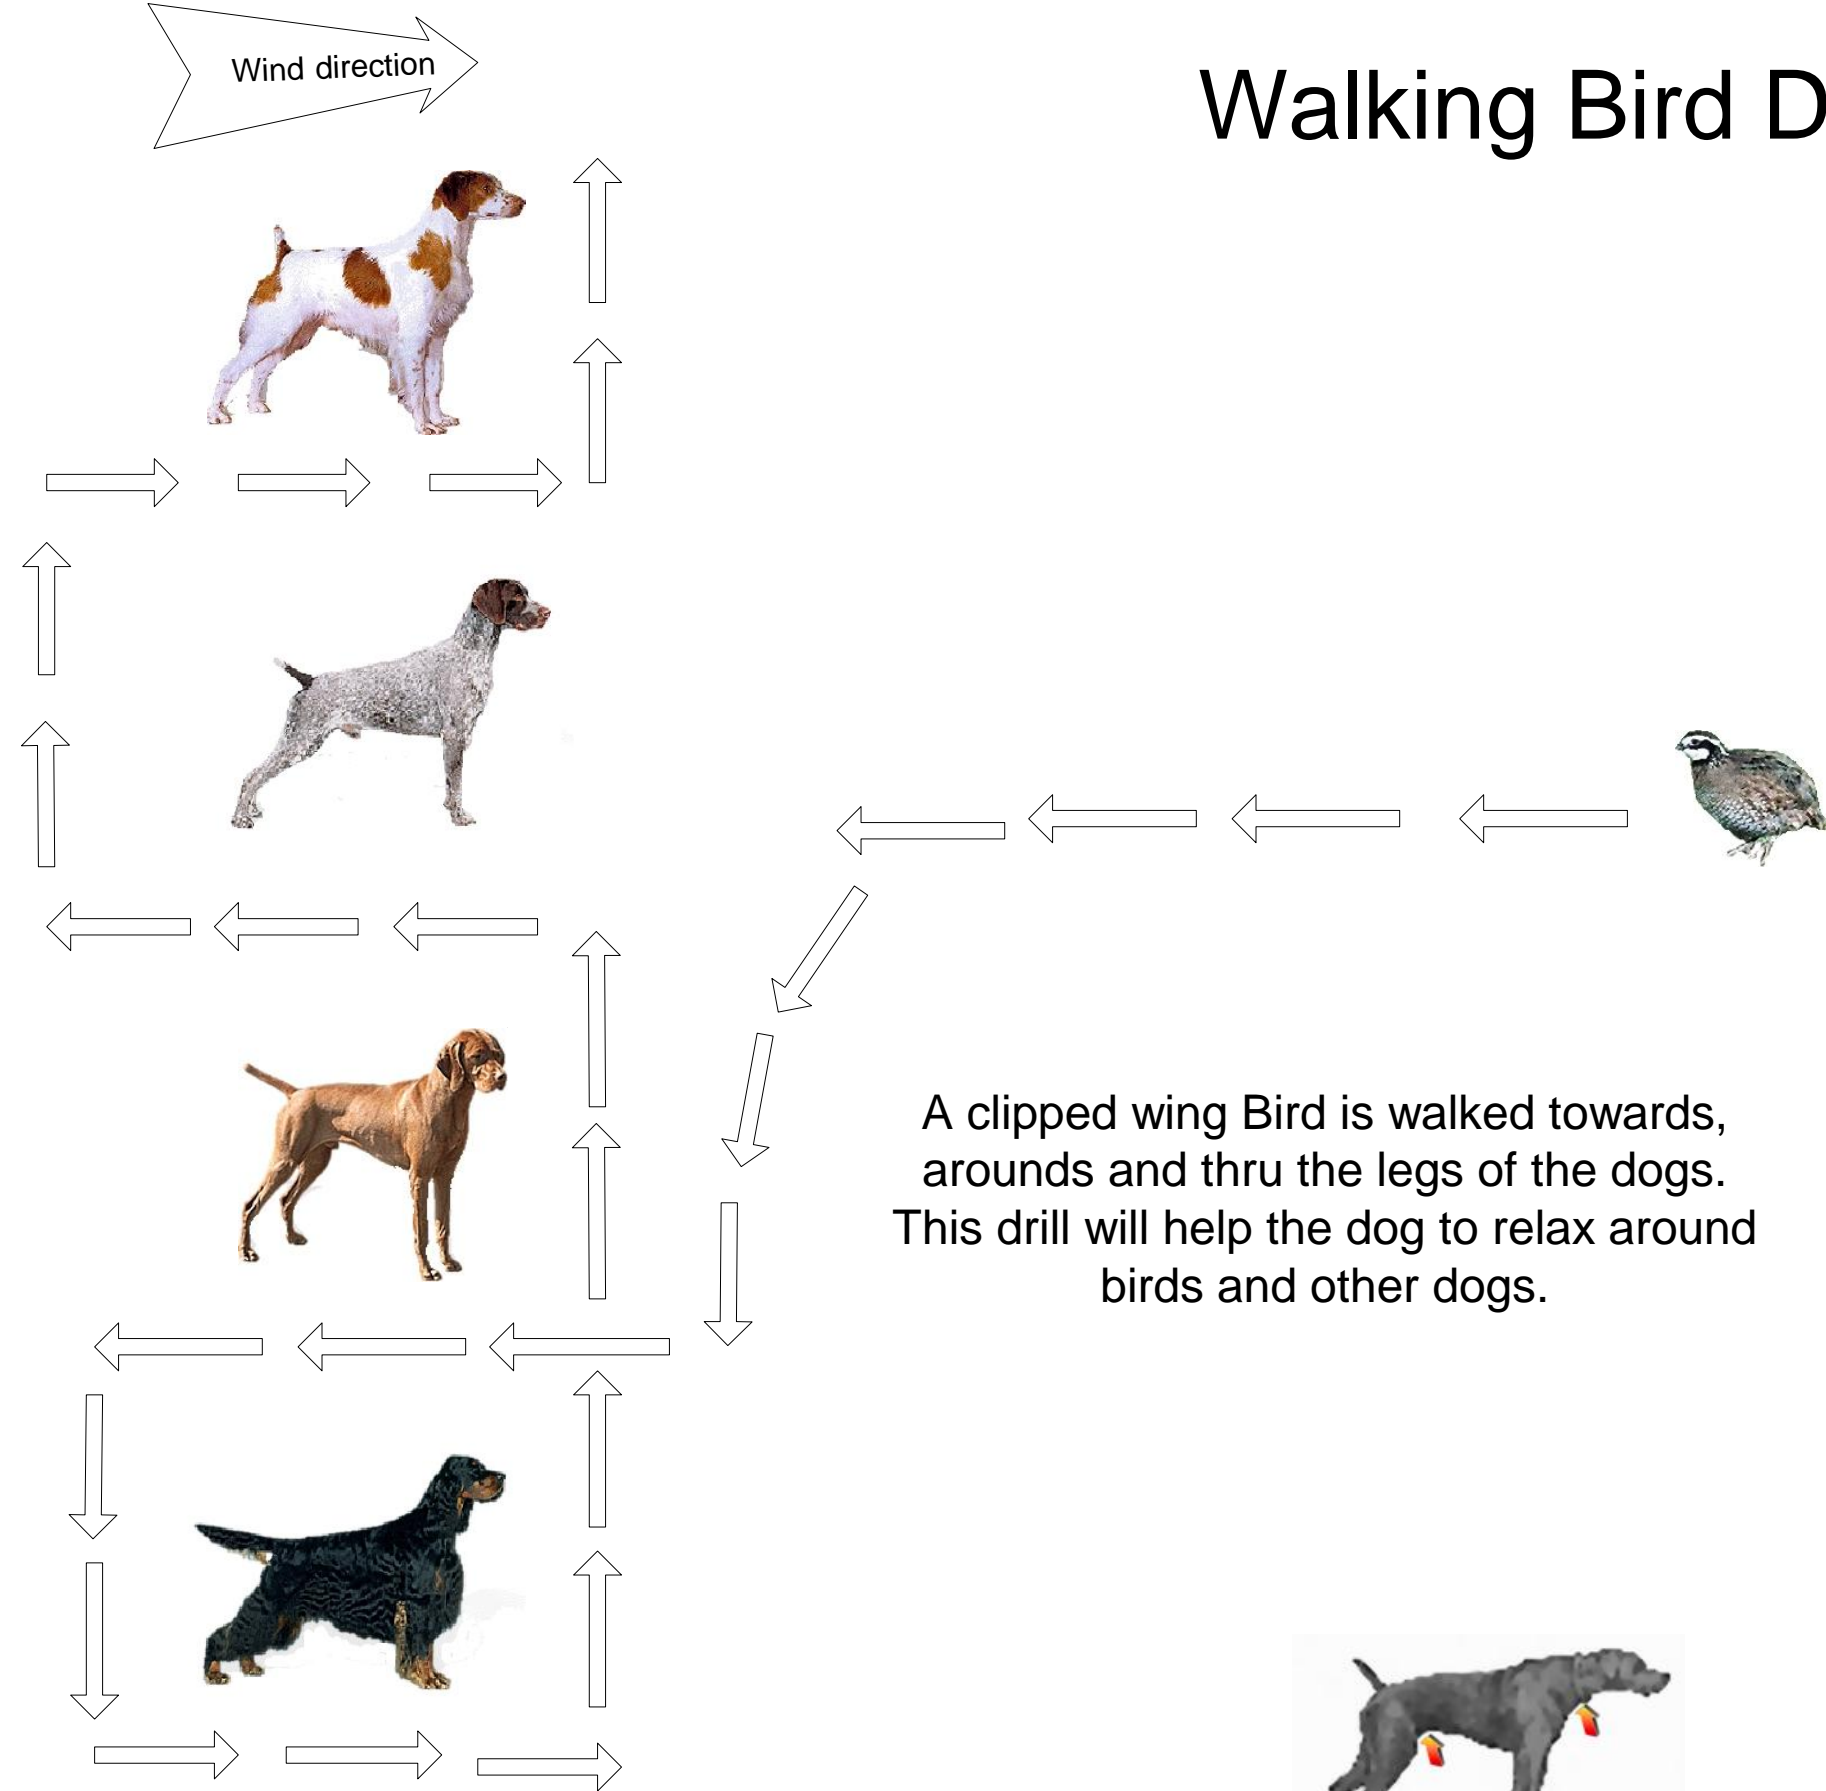 Wind direction
Walking Bird D
A clipped wing Bird is walked towards,
arounds and thru the legs of the dogs.
This drill will help the dog to relax around
birds and other dogs.